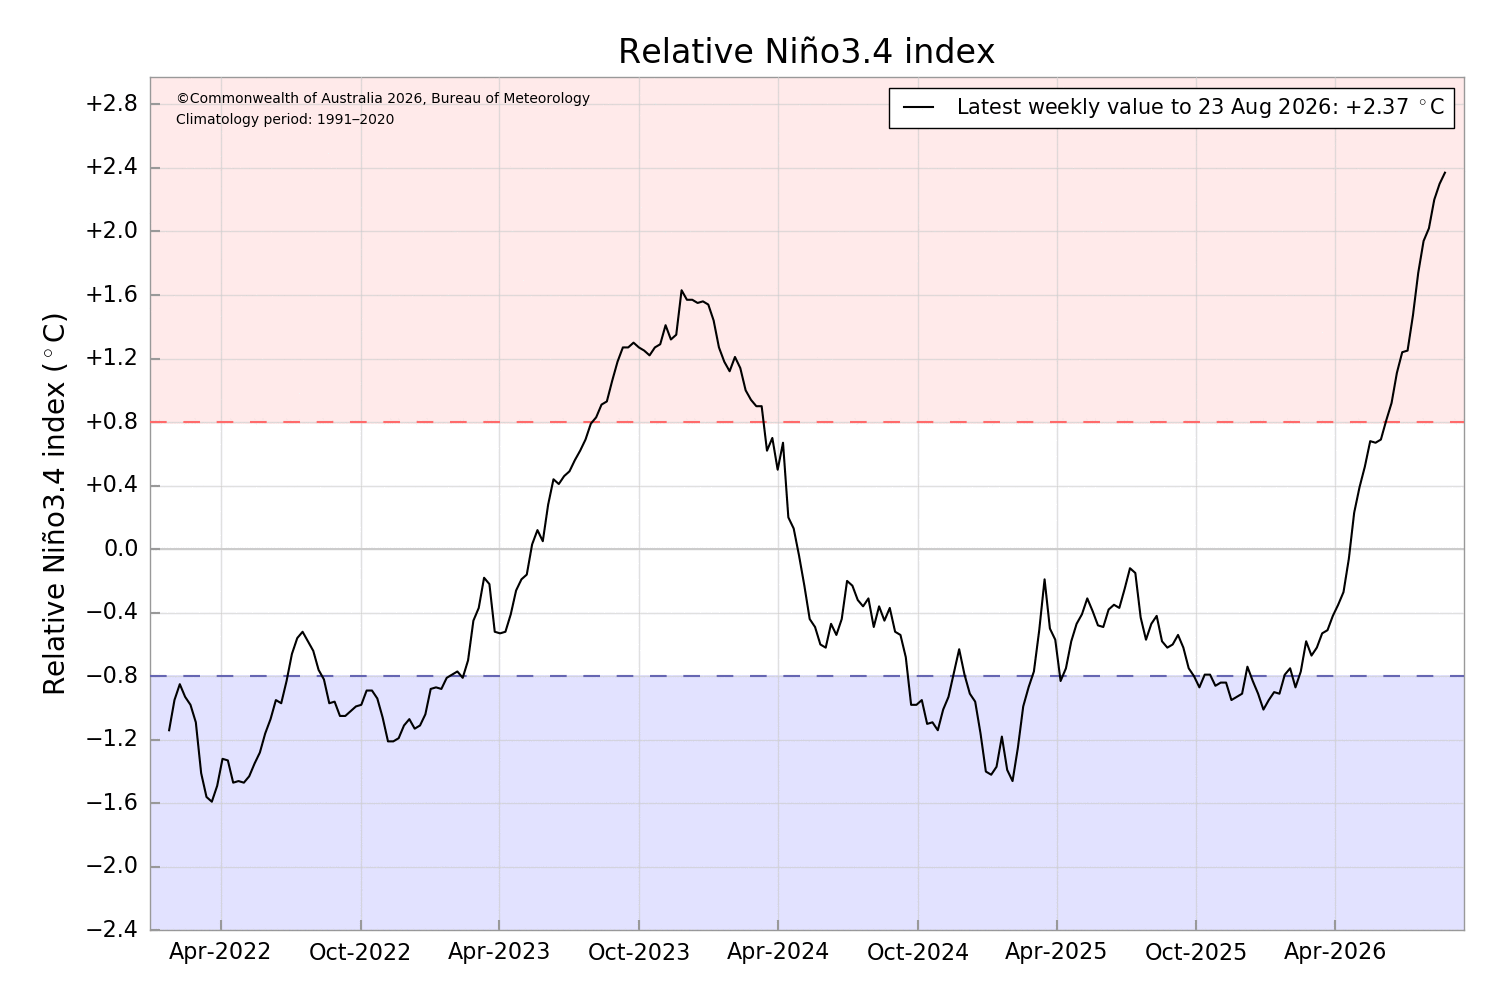 Relative Niño3.4 index
©Commonwealth of Australia 2026, Bureau of Meteorology
Climatology period: 1991–2020
Latest weekly value to 23 Aug 2026: +2.37 °C
Relative Niño3.4 index (°C)
+2.8
+2.4
+2.0
+1.6
+1.2
+0.8
+0.4
0.0
−0.4
−0.8
−1.2
−1.6
−2.0
−2.4
Apr-2022 Oct-2022 Apr-2023 Oct-2023 Apr-2024 Oct-2024 Apr-2025 Oct-2025 Apr-2026